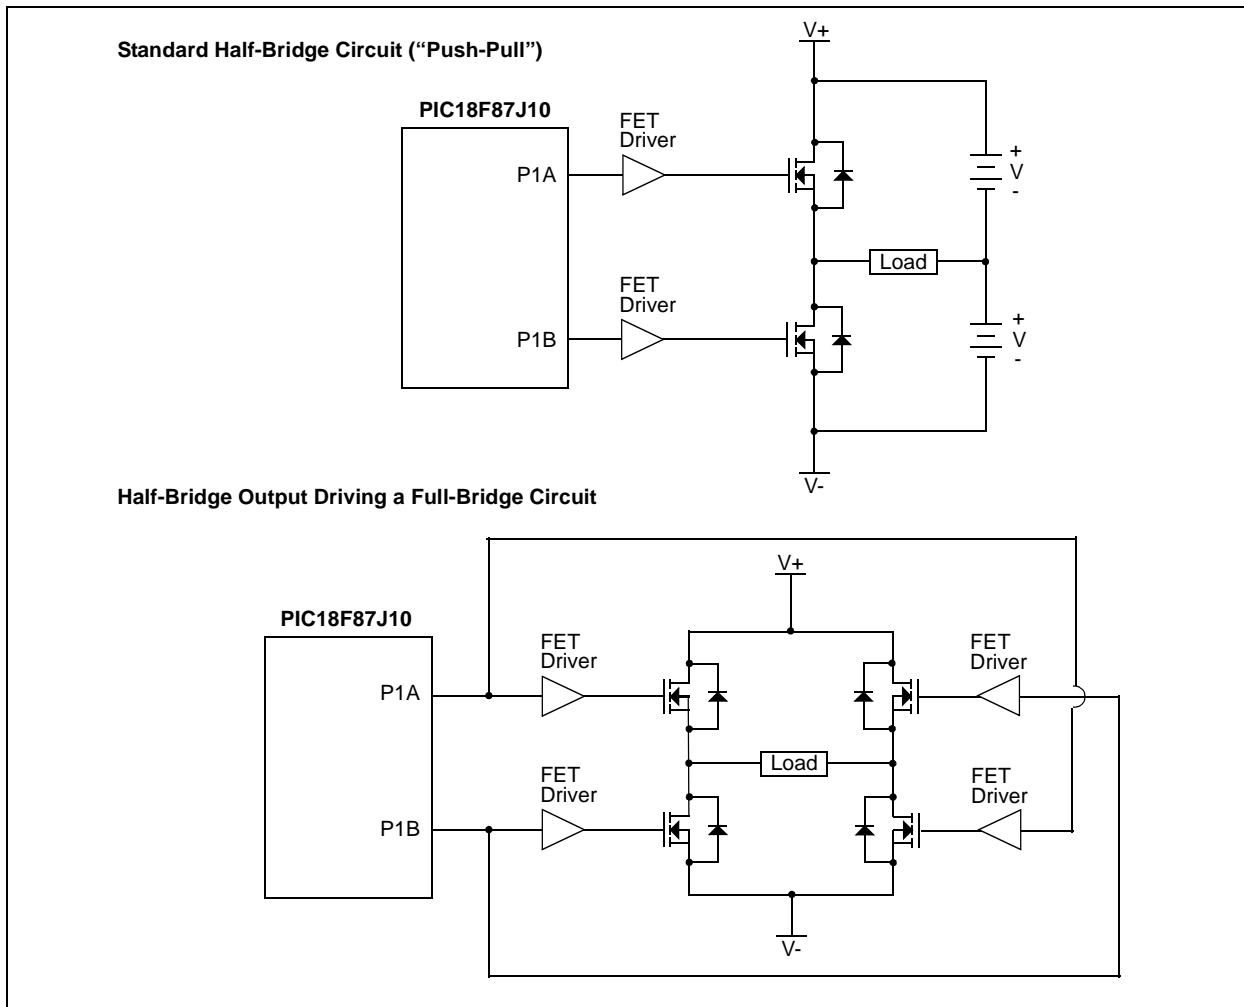 V+
Standard Half-Bridge Circuit (“Push-Pull”)
PIC18F87J10
FET
Driver
P1A
+
V
-
Load
FET
Driver
P1B
+
V
-
V-
Half-Bridge Output Driving a Full-Bridge Circuit
V+
PIC18F87J10
FET
Driver
FET
Driver
P1A
Load
FET
Driver
FET
Driver
P1B
V-